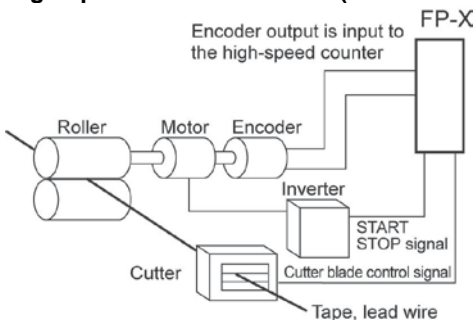 FP-X
Encoder output is input to
the high-speed counter
Roller
Motor
Encoder
Inverter
START
STOP signal
Cutter
Cutter blade control signal
Tape, lead wire